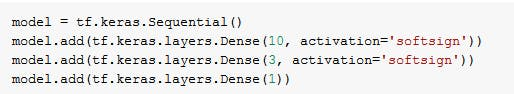 model = tf.keras.Sequential()
model.add(tf.keras.layers.Dense(10, activation='softsign'))
model.add(tf.keras.layers.Dense(3, activation='softsign'))
model.add(tf.keras.layers.Dense(1))